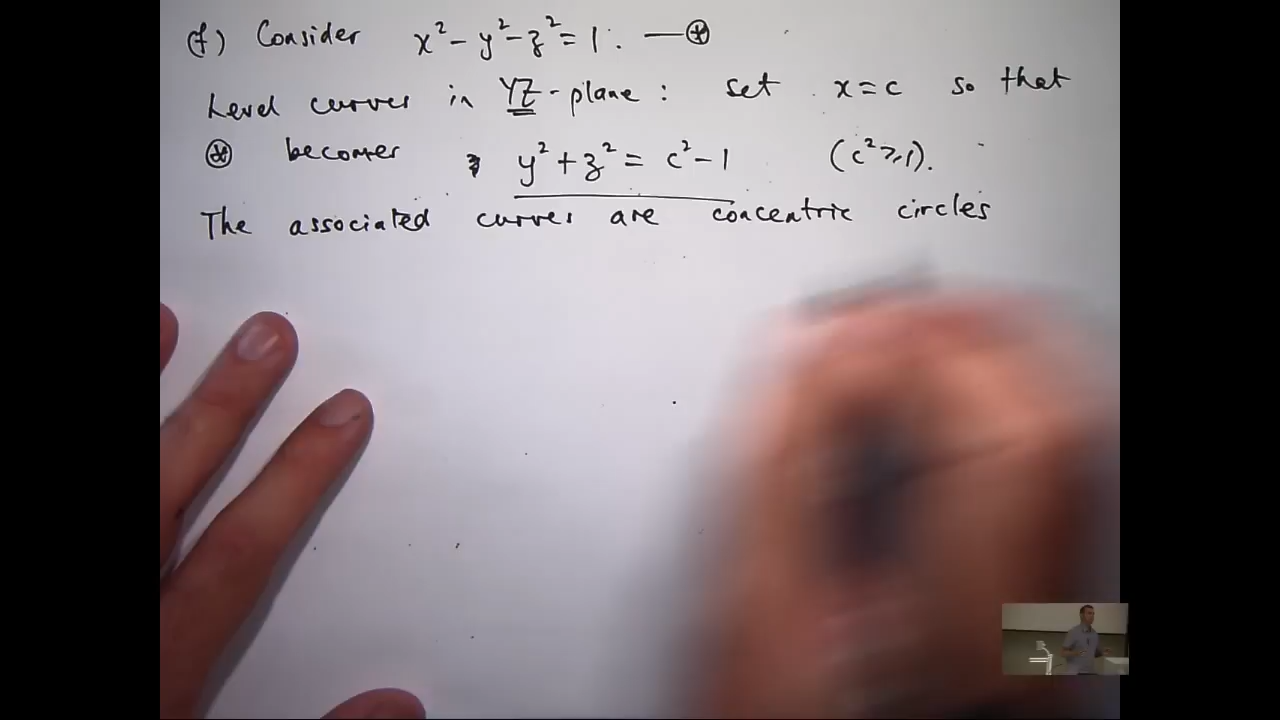 (f) Consider x² - y² - z² = 1. — ⊛
Level curves in YZ-plane : set x = c so that
⊛ becomes y² + z² = c² - 1 (c² ≥ 1).
The associated curves are concentric circles